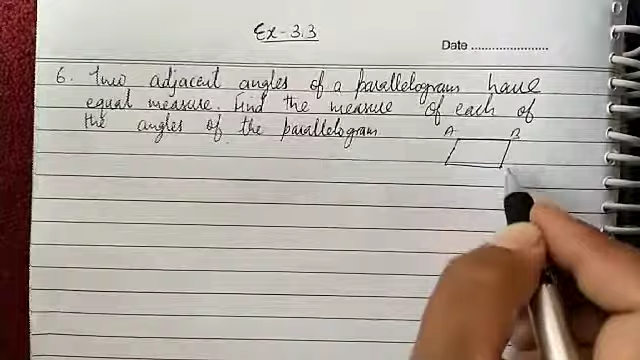 Ex - 3.3
Date ........................
6. Two adjacent angles of a parallelogram have
equal measure. Find the measure of each of
the angles of the parallelogram.
A B